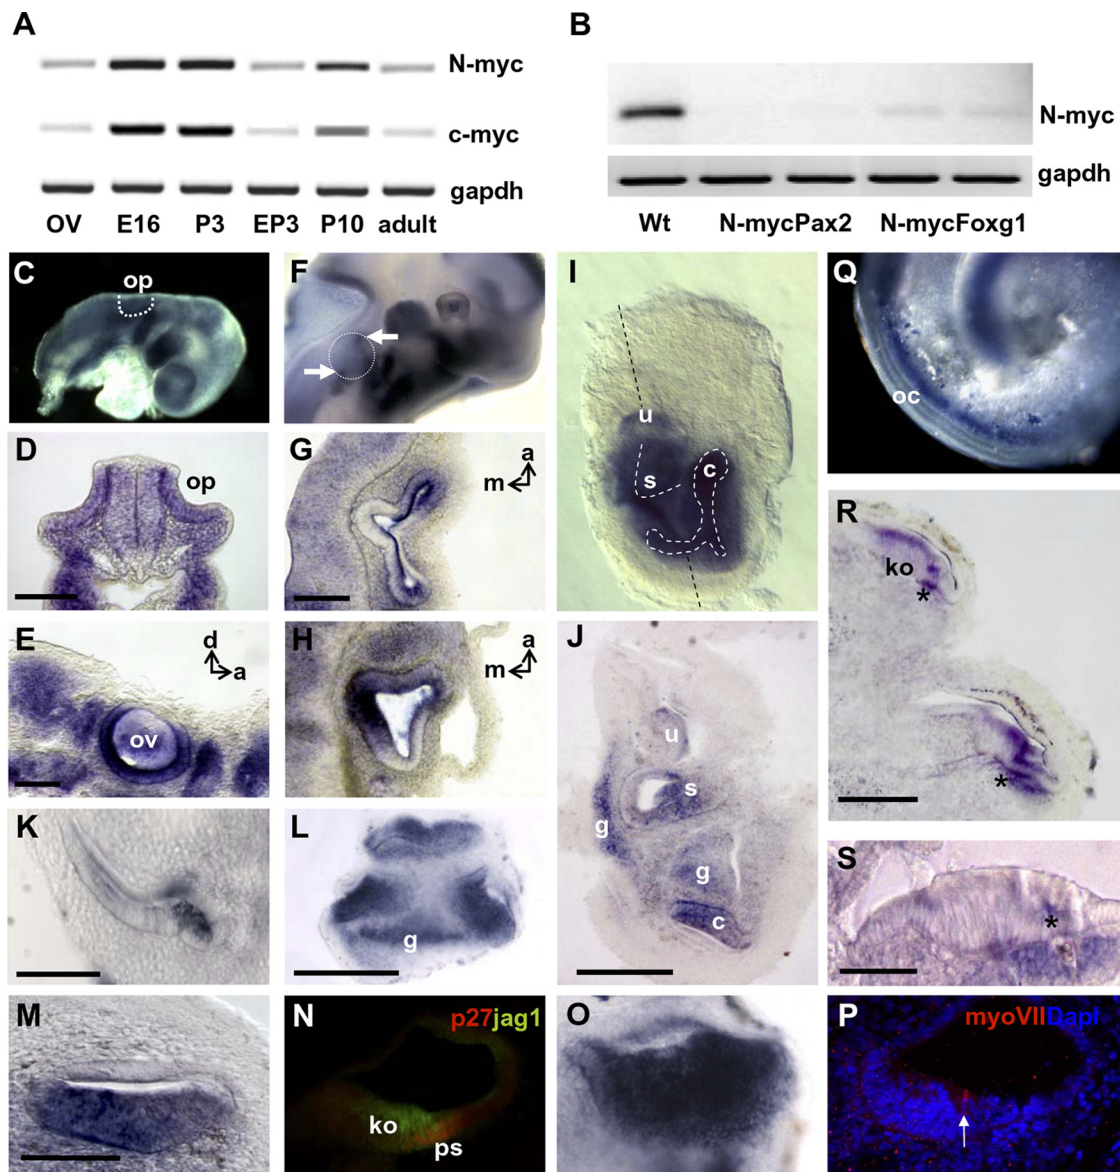 A
N-myc
c-myc
gapdh
OV E16 P3 EP3 P10 adult
B
N-myc
gapdh
Wt N-mycPax2 N-mycFoxg1
C
op
D
op
E
d
a
ov
F
G
a
m
H
a
m
I
u
s
c
J
u
s
g
g
c
K
L
g
M
N
p27jag1
ko
ps
O
P
myoVIIDapI
Q
oc
R
ko
*
*
S
*